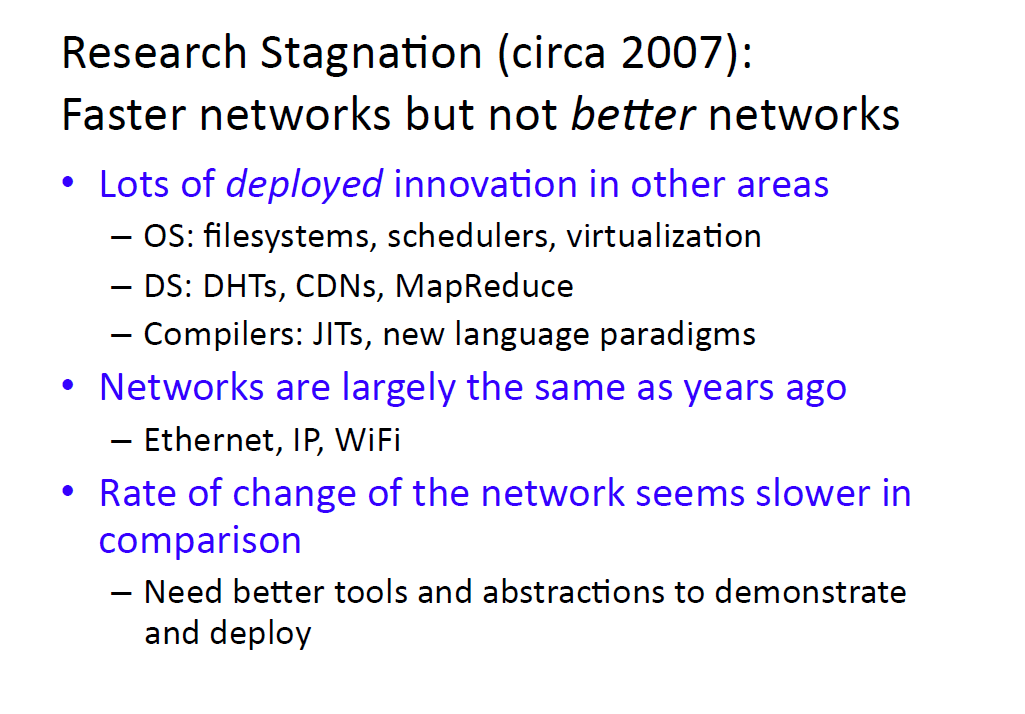 Research Stagnation (circa 2007):
Faster networks but not better networks
• Lots of deployed innovation in other areas
– OS: filesystems, schedulers, virtualization
– DS: DHTs, CDNs, MapReduce
– Compilers: JITs, new language paradigms
• Networks are largely the same as years ago
– Ethernet, IP, WiFi
• Rate of change of the network seems slower in
comparison
– Need better tools and abstractions to demonstrate
and deploy